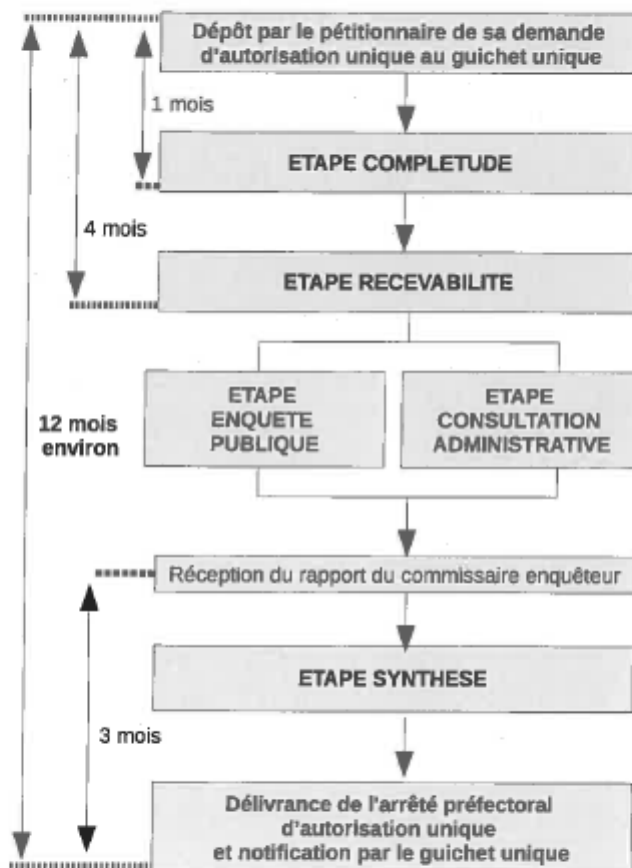 Dépôt par le pétitionnaire de sa demande
d'autorisation unique au guichet unique
1 mois
ETAPE COMPLETUDE
4 mois
ETAPE RECEVABILITE
12 mois
environ
ETAPE
ENQUETE
PUBLIQUE
ETAPE
CONSULTATION
ADMINISTRATIVE
Réception du rapport du commissaire enquêteur
ETAPE SYNTHESE
3 mois
Délivrance de l'arrêté préfectoral
d'autorisation unique
et notification par le guichet unique